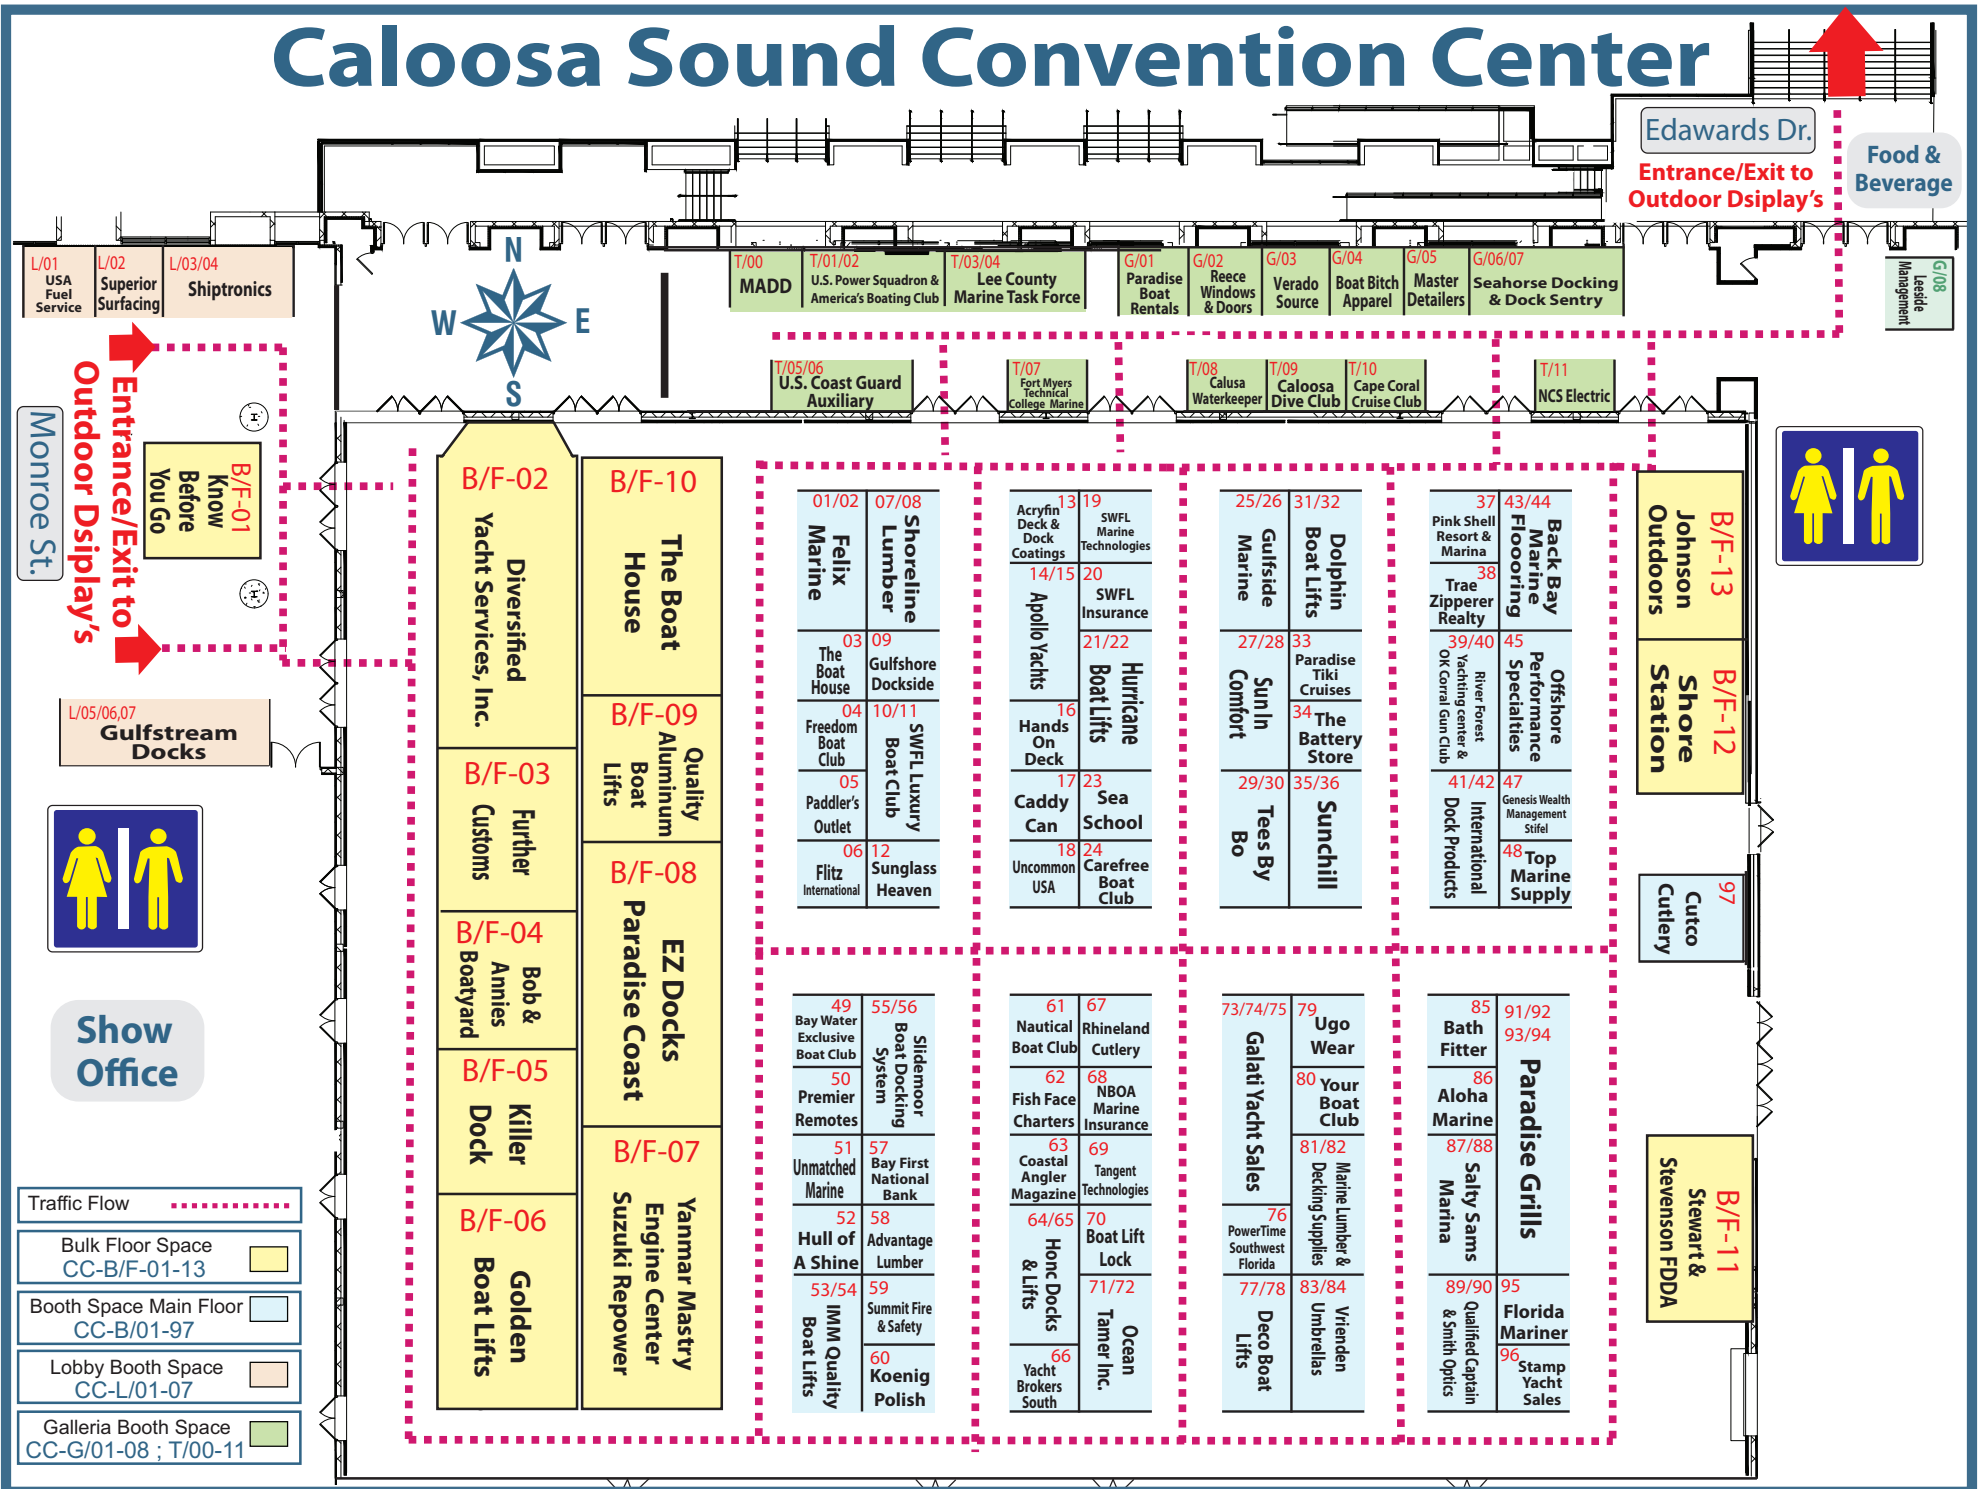 Caloosa Sound Convention Center
Edawards Dr.
Entrance/Exit to
Outdoor Dsiplay's
Food &
Beverage
L/01
USA
Fuel
Service
L/02
Superior
Surfacing
L/03/04
Shiptronics
N
W
E
S
T/00
MADD
T/01/02
U.S. Power Squadron &
America's Boating Club
T/03/04
Lee County
Marine Task Force
G/01
Paradise
Boat
Rentals
G/02
Reece
Windows
& Doors
G/03
Verado
Source
G/04
Boat Bitch
Apparel
G/05
Master
Detailers
G/06/07
Seahorse Docking
& Dock Sentry
G/08
Leeside
Management
T/05/06
U.S. Coast Guard
Auxiliary
T/07
Fort Myers
Technical
College Marine
T/08
Calusa
Waterkeeper
T/09
Caloosa
Dive Club
T/10
Cape Coral
Cruise Club
T/11
NCS Electric
Monroe St.
Entrance/Exit to
Outdoor Dsiplay's
B/F-01
Know
Before
You Go
L/05/06,07
Gulfstream
Docks
Show
Office
B/F-02
Diversified
Yacht Services, Inc.
B/F-03
Further
Customs
B/F-04
Bob &
Annies
Boatyard
B/F-05
Killer
Dock
B/F-06
Golden
Boat Lifts
B/F-10
The Boat
House
B/F-09
Quality
Aluminum
Boat
Lifts
B/F-08
EZ Docks
Paradise Coast
B/F-07
Yanmar Mastry
Engine Center
Suzuki Repower
01/02
Felix
Marine
07/08
Shoreline
Lumber
03
The
Boat
House
09
Gulfshore
Dockside
04
Freedom
Boat
Club
10/11
SWFL Luxury
Boat Club
05
Paddler's
Outlet
06
Flitz
International
12
Sunglass
Heaven
13
Acryfin
Deck &
Dock
Coatings
19
SWFL
Marine
Technologies
14/15
Apollo Yachts
20
SWFL
Insurance
21/22
Hurricane
Boat Lifts
16
Hands
On
Deck
17
Caddy
Can
23
Sea
School
18
Uncommon
USA
24
Carefree
Boat
Club
25/26
Gulfside
Marine
31/32
Dolphin
Boat Lifts
27/28
Sun In
Comfort
33
Paradise
Tiki
Cruises
34
The
Battery
Store
29/30
Tees By
Bo
35/36
Sunchill
37
Pink Shell
Resort &
Marina
43/44
Back Bay
Marine
Floooring
38
Trae
Zipperer
Realty
39/40
River Forest
Yachting center &
OK Corral Gun Club
45
Offshore
Performance
Specialties
41/42
International
Dock Products
47
Genesis Wealth
Management
Stifel
48
Top
Marine
Supply
B/F-13
Johnson
Outdoors
B/F-12
Shore
Station
97
Cutco
Cutlery
B/F-11
Stewart &
Stevenson FDDA
49
Bay Water
Exclusive
Boat Club
55/56
Slidemoor
Boat Docking
System
50
Premier
Remotes
51
Unmatched
Marine
57
Bay First
National
Bank
52
Hull of
A Shine
58
Advantage
Lumber
53/54
IMM Quality
Boat Lifts
59
Summit Fire
& Safety
60
Koenig
Polish
61
Nautical
Boat Club
67
Rhineland
Cutlery
62
Fish Face
Charters
68
NBOA
Marine
Insurance
63
Coastal
Angler
Magazine
69
Tangent
Technologies
64/65
Honc Docks
& Lifts
70
Boat Lift
Lock
71/72
Ocean
Tamer Inc.
66
Yacht
Brokers
South
73/74/75
Galati Yacht Sales
79
Ugo
Wear
80
Your
Boat
Club
81/82
Marine Lumber &
Decking Supplies
76
PowerTime
Southwest
Florida
77/78
Deco Boat
Lifts
83/84
Vrienden
Umbrellas
85
Bath
Fitter
91/92
93/94
Paradise Grills
86
Aloha
Marine
87/88
Salty Sams
Marina
89/90
Qualified Captain
& Smith Optics
95
Florida
Mariner
96
Stamp
Yacht
Sales
Traffic Flow
Bulk Floor Space
CC-B/F-01-13
Booth Space Main Floor
CC-B/01-97
Lobby Booth Space
CC-L/01-07
Galleria Booth Space
CC-G/01-08 ; T/00-11